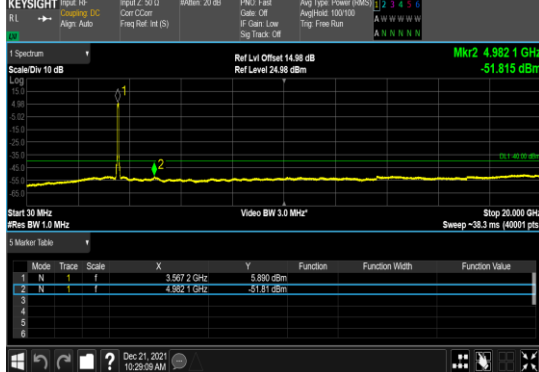 KEYSIGHT Input: RF Input Z: 50 Ω #Atten: 20 dB PNO: Fast Avg Type: Power (RMS) 1 2 3 4 5 6
RL Coupling: DC Corr CCorr Gate: Off Avg|Hold: 100/100 A W W W W W
Align: Auto Freq Ref: Int (S) IF Gain: Low Trig: Free Run
Sig Track: Off A N N N N N
1 Spectrum Ref Lvl Offset 14.98 dB Mkr2 4.982 1 GHz
Scale/Div 10 dB Ref Level 24.98 dBm -51.815 dBm
Log
15.0
4.98
-5.02
-15.0
-25.0
-35.0
-45.0
-55.0
-65.0
1
2
DL1 -40.00 dBm
Start 30 MHz Video BW 3.0 MHz* Stop 20.000 GHz
#Res BW 1.0 MHz Sweep ~38.3 ms (40001 pts)
5 Marker Table
Mode Trace Scale X Y Function Function Width Function Value
1 N 1 f 3.567 2 GHz 5.890 dBm
2 N 1 f 4.982 1 GHz -51.81 dBm
3
4
5
6
? Dec 21, 2021
10:29:09 AM